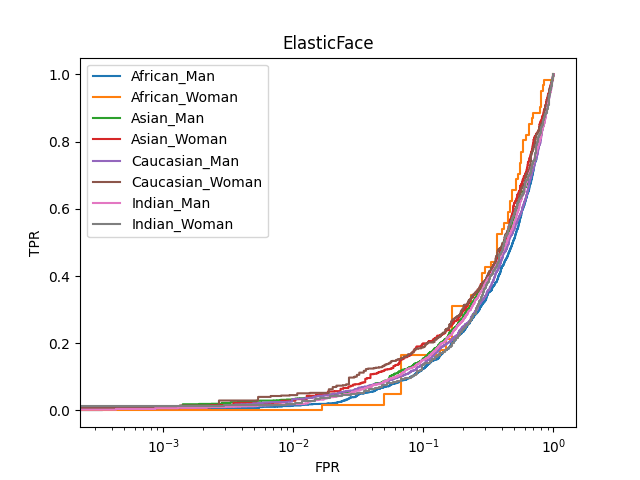 ElasticFace
African_Man
African_Woman
Asian_Man
Asian_Woman
Caucasian_Man
Caucasian_Woman
Indian_Man
Indian_Woman
TPR
1.0
0.8
0.6
0.4
0.2
0.0
10⁻³ 10⁻² 10⁻¹ 10⁰
FPR